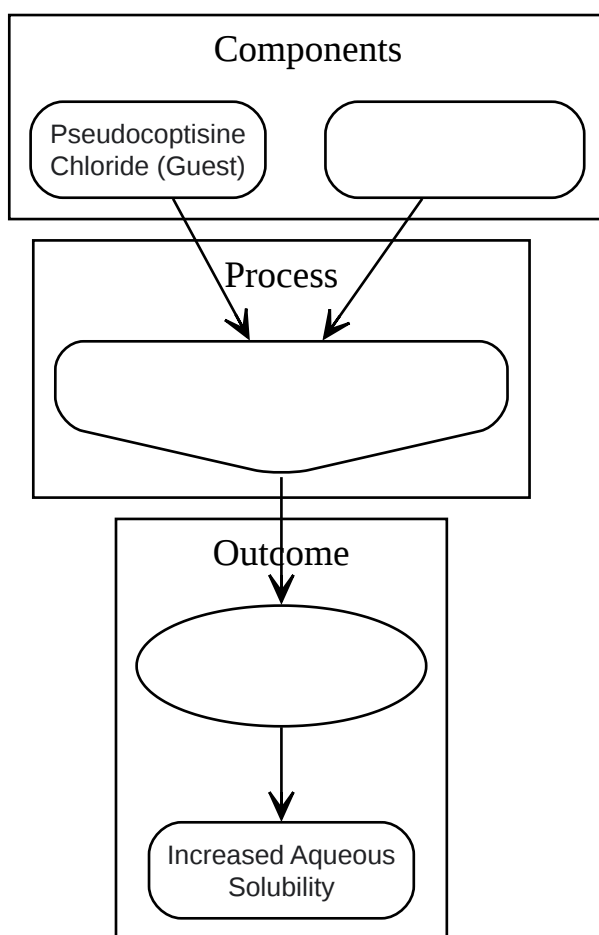 Components
Pseudocoptisine
Chloride (Guest)
Process
Outcome
Increased Aqueous
Solubility